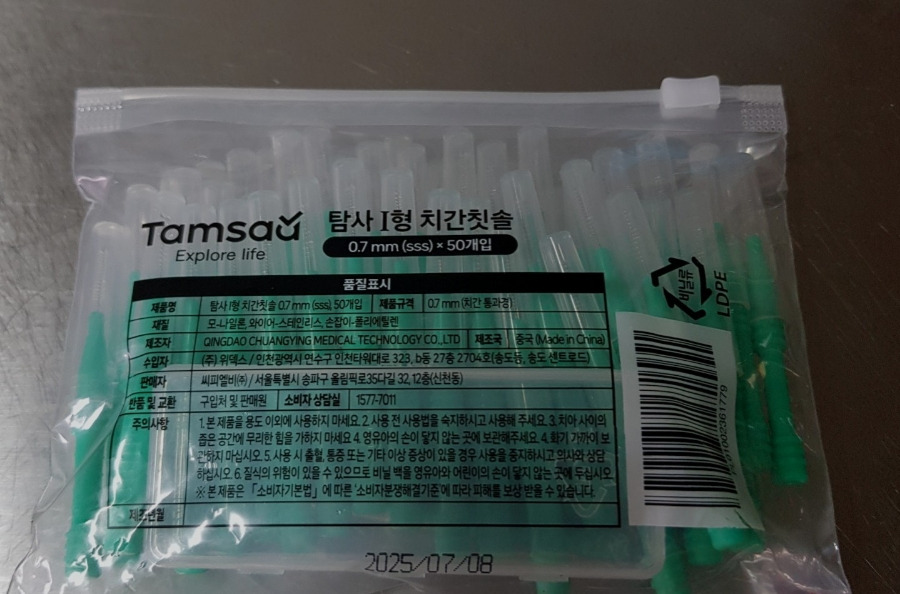 Tamsaa
Explore life
탐사 I형 치간칫솔
0.7 mm (sss) × 50개입
품질표시
제품명 탐사 I형 치간칫솔 0.7 mm (sss), 50개입 제품규격 0.7 mm (치간 통과경)
재질 모-나일론, 와이어-스테인리스, 손잡이-폴리에틸렌
제조자 QINGDAO CHUANGYING MEDICAL TECHNOLOGY CO.,LTD 제조국 중국 (Made in China)
수입자 (주) 위덱스 / 인천광역시 연수구 인천타워대로 323, b동 27층 2704호(송도동, 송도 센트로드)
판매자 씨피엘비(주) / 서울특별시 송파구 올림픽로35다길 32, 12층(신천동)
반품 및 교환 구입처 및 판매원 소비자 상담실 1577-7011
주의사항 1. 본 제품을 용도 이외에 사용하지 마세요. 2. 사용 전 사용법을 숙지하시고 사용해 주세요. 3. 치아 사이의
좁은 공간에 무리한 힘을 가하지 마세요 4. 영유아의 손이 닿지 않는 곳에 보관해주세요. 4. 화기 가까이 보
관하지 마십시오. 5. 사용 시 출혈, 통증 또는 기타 이상 증상이 있을 경우 사용을 중지하시고 의사와 상담
하십시오. 6. 질식의 위험이 있을 수 있으므로 비닐 백을 영유아와 어린이의 손이 닿지 않는 곳에 두십시오.
※ 본 제품은 「소비자기본법」에 따른 '소비자분쟁해결기준'에 따라 피해를 보상 받을 수 있습니다.
제조년월
2025/07/08
비닐류
LDPE